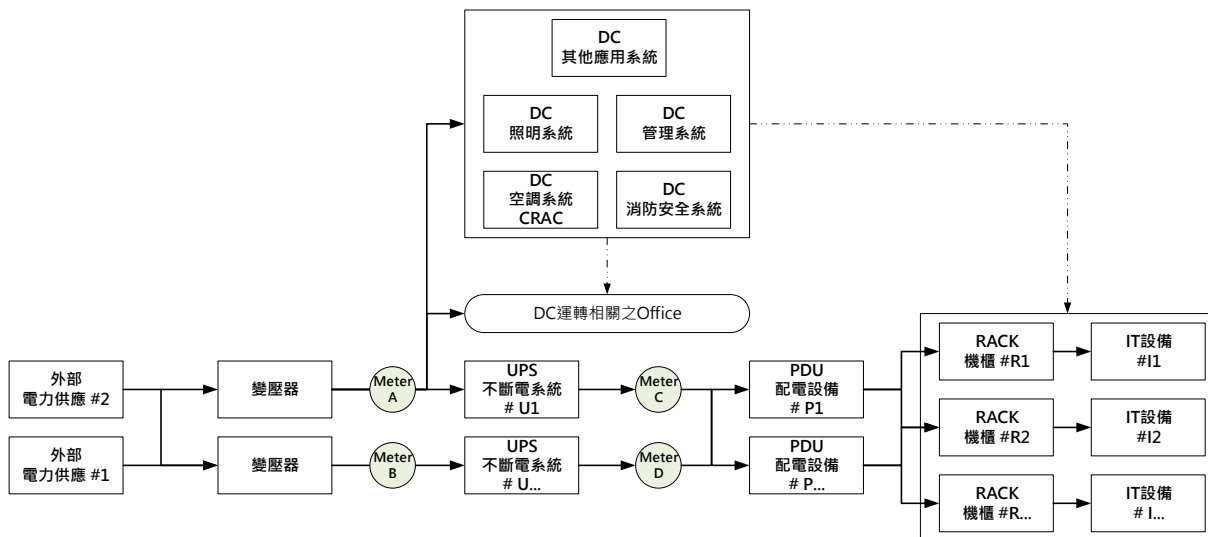 DC
其他應用系統
DC
照明系統
DC
管理系統
DC
空調系統
CRAC
DC
消防安全系統
DC運轉相關之Office
外部
電力供應 #2
變壓器
Meter
A
UPS
不斷電系統
# U1
Meter
C
PDU
配電設備
# P1
RACK
機櫃 #R1
IT設備
#I1
RACK
機櫃 #R2
IT設備
#I2
外部
電力供應 #1
變壓器
Meter
B
UPS
不斷電系統
# U...
Meter
D
PDU
配電設備
# P...
RACK
機櫃 #R...
IT設備
# I...